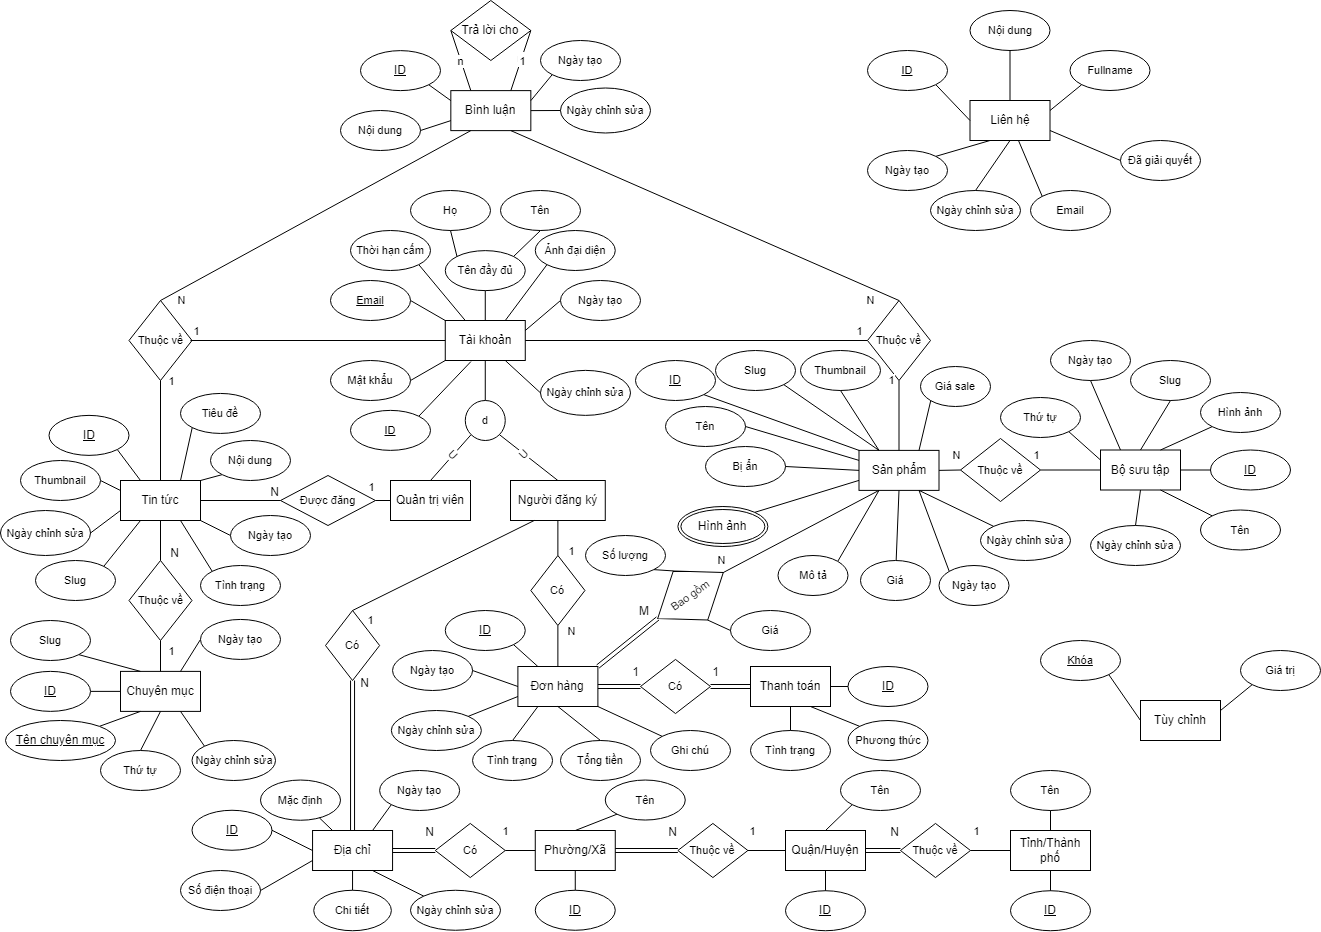 Trả lời cho
n
1
ID
Ngày tạo
Bình luận
Ngày chỉnh sửa
Nội dung
Nội dung
ID
Fullname
Liên hệ
Ngày tạo
Đã giải quyết
Ngày chỉnh sửa
Email
Họ
Tên
Thời hạn cấm
Tên đầy đủ
Ảnh đại diện
Email
Ngày tạo
Tài khoản
Mật khẩu
Ngày chỉnh sửa
ID
N
Thuộc về
1
1
N
Thuộc về
1
1
d
ID
Slug
Thumbnail
Giá sale
Tên
Bị ẩn
Sản phẩm
Hình ảnh
Mô tả
Giá
Ngày tạo
Ngày chỉnh sửa
N
Thuộc về
1
Ngày tạo
Slug
Thứ tự
Hình ảnh
Bộ sưu tập
ID
Ngày chỉnh sửa
Tên
Tiêu đề
ID
Nội dung
Thumbnail
Tin tức
Ngày chỉnh sửa
Ngày tạo
Slug
Tình trạng
N
Được đăng
1
Quản trị viên
Người đăng ký
N
Thuộc về
1
Slug
Ngày tạo
ID
Chuyên mục
Tên chuyên mục
Thứ tự
Ngày chỉnh sửa
1
Có
N
1
Có
N
Số lượng
N
Bao gồm
M
Giá
ID
Ngày tạo
Đơn hàng
Ngày chỉnh sửa
Tình trạng
Tổng tiền
Ghi chú
1
Có
1
Thanh toán
ID
Tình trạng
Phương thức
Khóa
Giá trị
Tùy chỉnh
Mặc định
Ngày tạo
ID
Địa chỉ
Số điện thoại
Chi tiết
Ngày chỉnh sửa
N
Có
1
Tên
Phường/Xã
ID
N
Thuộc về
1
Tên
Quận/Huyện
ID
N
Thuộc về
1
Tên
Tỉnh/Thành
phố
ID